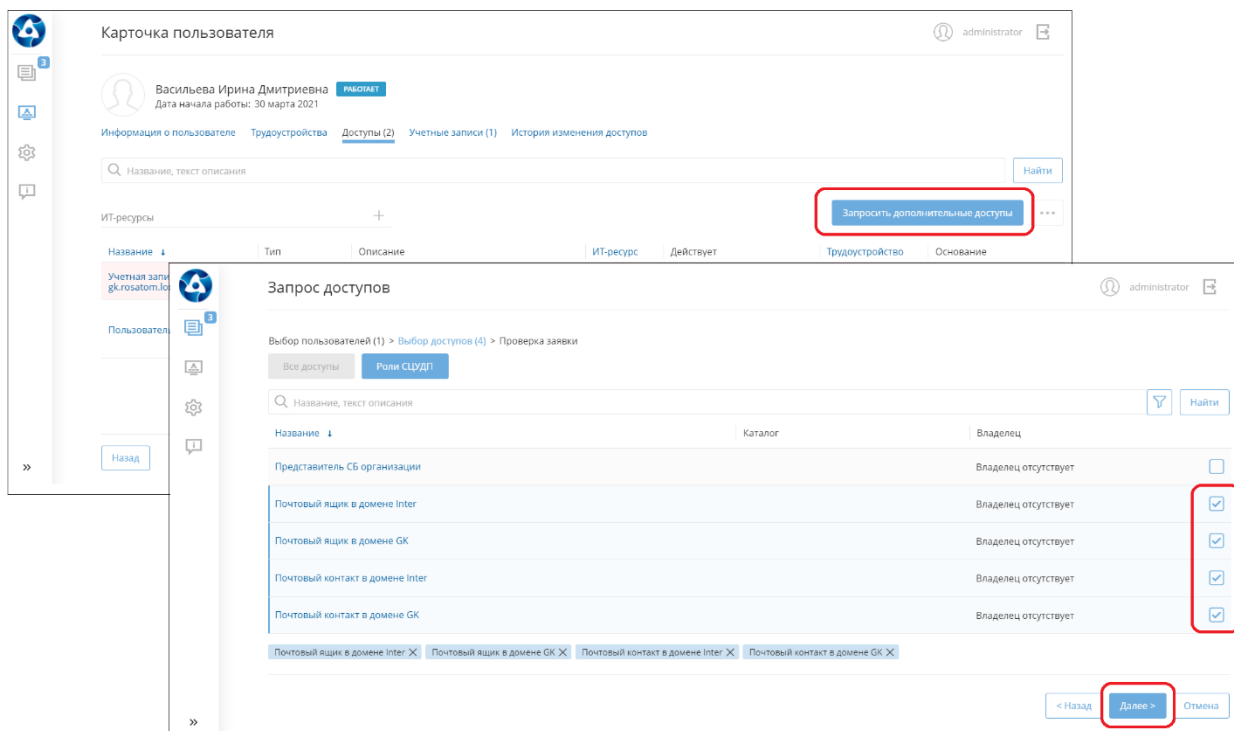 Карточка пользователя
administrator
3
Васильева Ирина Дмитриевна РАБОТАЕТ
Дата начала работы: 30 марта 2021
Информация о пользователе Трудоустройства Доступы (2) Учетные записи (1) История изменения доступов
Название, текст описания Найти
ИТ-ресурсы + Запросить дополнительные доступы ...
Название ↓ Тип Описание ИТ-ресурс Действует Трудоустройство Основание
Учетная
gk.rosatom.
Назад
»
Запрос доступов
administrator
3
Выбор пользователей (1) > Выбор доступов (4) > Проверка заявки
Все доступы Роли СЦУДП
Название, текст описания Найти
Название ↓ Каталог Владелец
Представитель СБ организации Владелец отсутствует
Почтовый ящик в домене Inter Владелец отсутствует
Почтовый ящик в домене GK Владелец отсутствует
Почтовый контакт в домене Inter Владелец отсутствует
Почтовый контакт в домене GK Владелец отсутствует
Почтовый ящик в домене Inter X Почтовый ящик в домене GK X Почтовый контакт в домене Inter X Почтовый контакт в домене GK X
< Назад Далее > Отмена
»